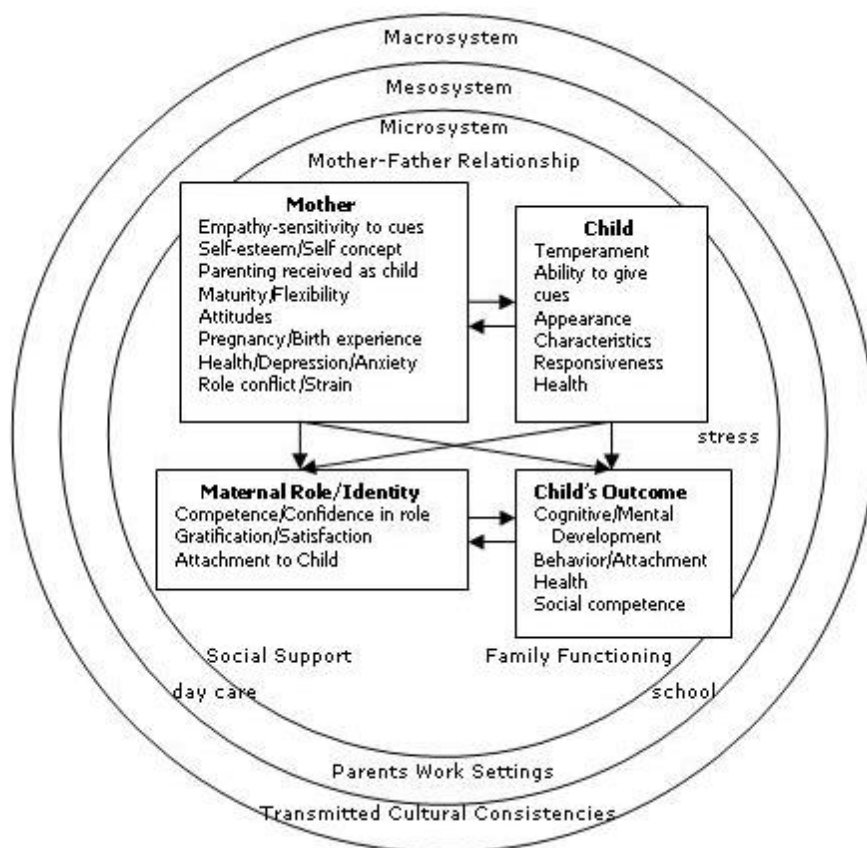 Macrosystem
Mesosystem
Microsystem
Mother-Father Relationship
Mother
Empathy-sensitivity to cues
Self-esteem/Self concept
Parenting received as child
Maturity/Flexibility
Attitudes
Pregnancy/Birth experience
Health/Depression/Anxiety
Role conflict/Strain
Child
Temperament
Ability to give
cues
Appearance
Characteristics
Responsiveness
Health
stress
Maternal Role/Identity
Competence/Confidence in role
Gratification/Satisfaction
Attachment to Child
Child's Outcome
Cognitive/Mental
Development
Behavior/Attachment
Health
Social competence
Social Support
Family Functioning
day care
school
Parents Work Settings
Transmitted Cultural Consistencies